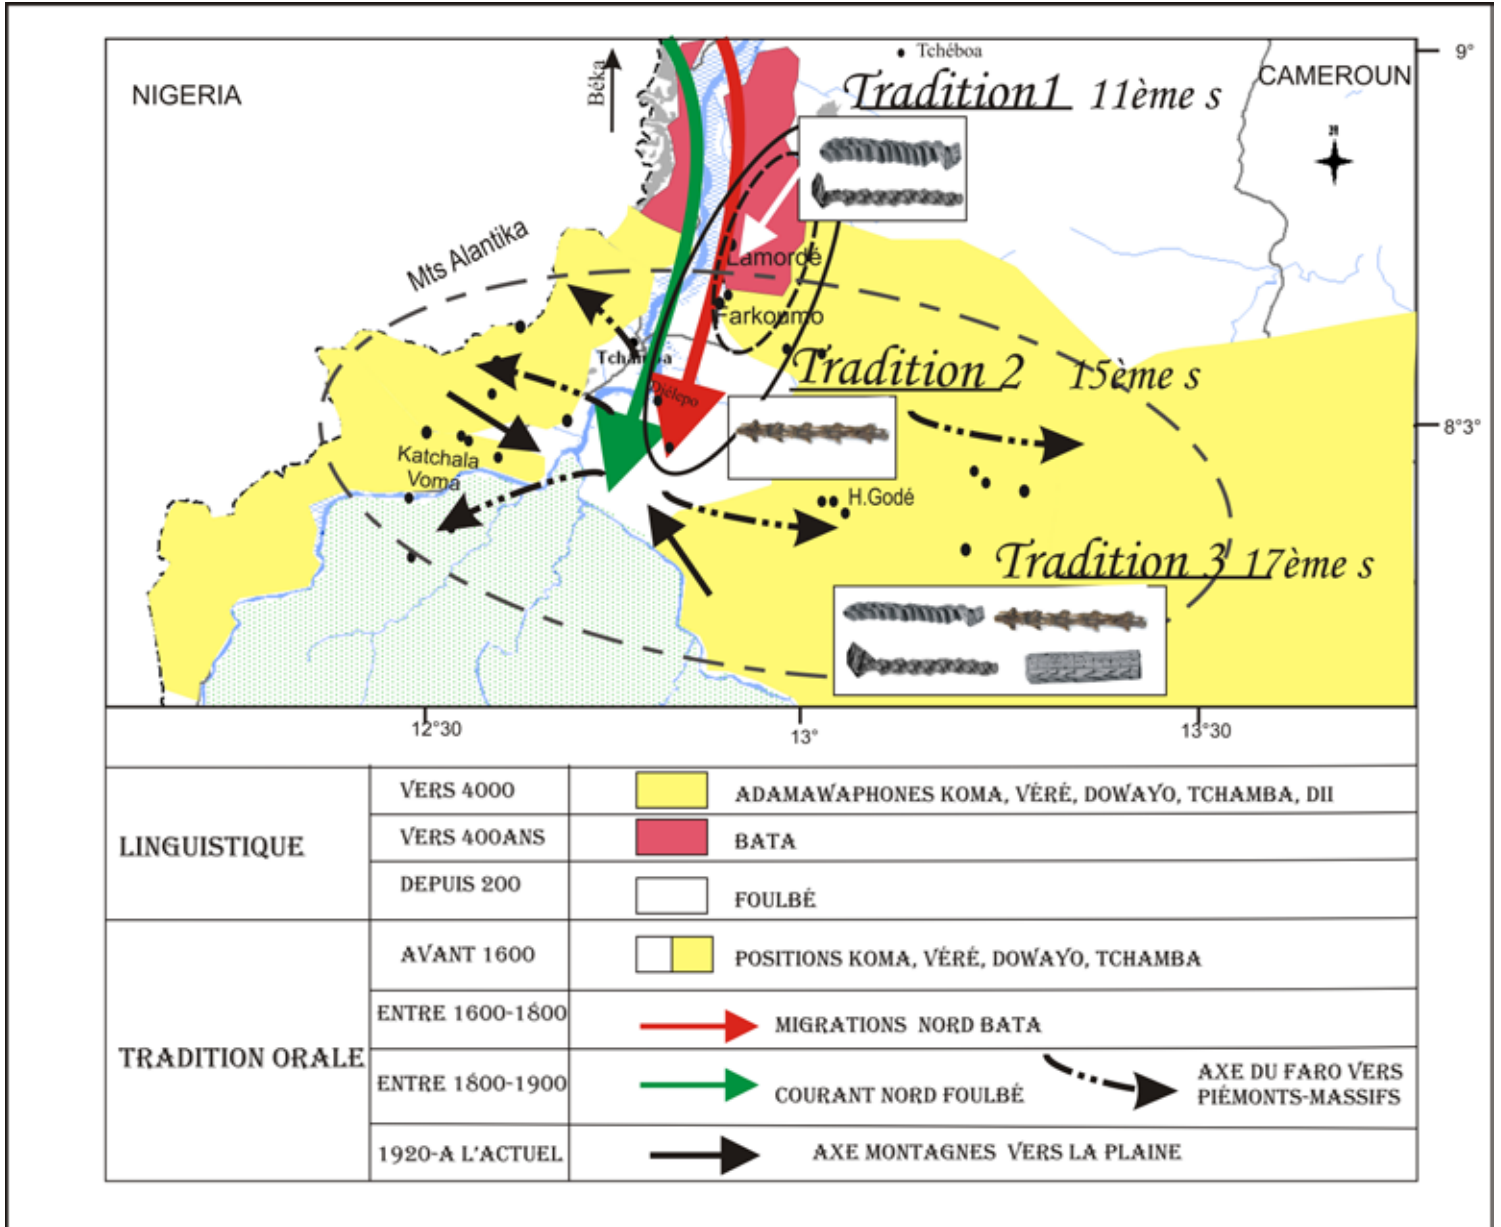 Tchéboa
9°
NIGERIA
Béka
Tradition1 11ème s
CAMEROUN
N
Mts Alantika
Lamordé
Farkoumo
Tchamba
Tradition 2 15ème s
Djélepo
8°3°
Katchala
Voma
H.Godé
Tradition 3 17ème s
12°30
13°
13°30
LINGUISTIQUE
VERS 4000
ADAMAWAPHONES KOMA, VÉRÉ, DOWAYO, TCHAMBA, DII
VERS 400ANS
BATA
DEPUIS 200
FOULBÉ
TRADITION ORALE
AVANT 1600
POSITIONS KOMA, VÉRÉ, DOWAYO, TCHAMBA
ENTRE 1600-1800
MIGRATIONS NORD BATA
ENTRE 1800-1900
COURANT NORD FOULBÉ
AXE DU FARO VERS
PIÉMONTS-MASSIFS
1920-A L'ACTUEL
AXE MONTAGNES VERS LA PLAINE